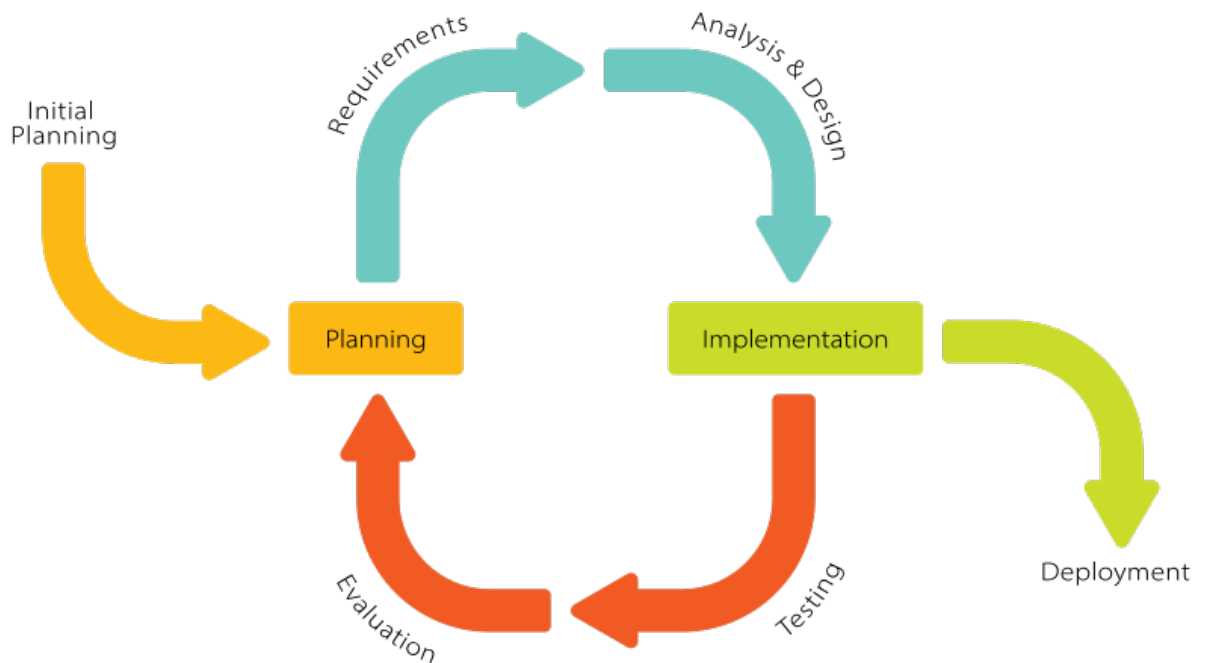 Initial
Planning
Requirements
Analysis & Design
Planning
Implementation
Evaluation
Testing
Deployment